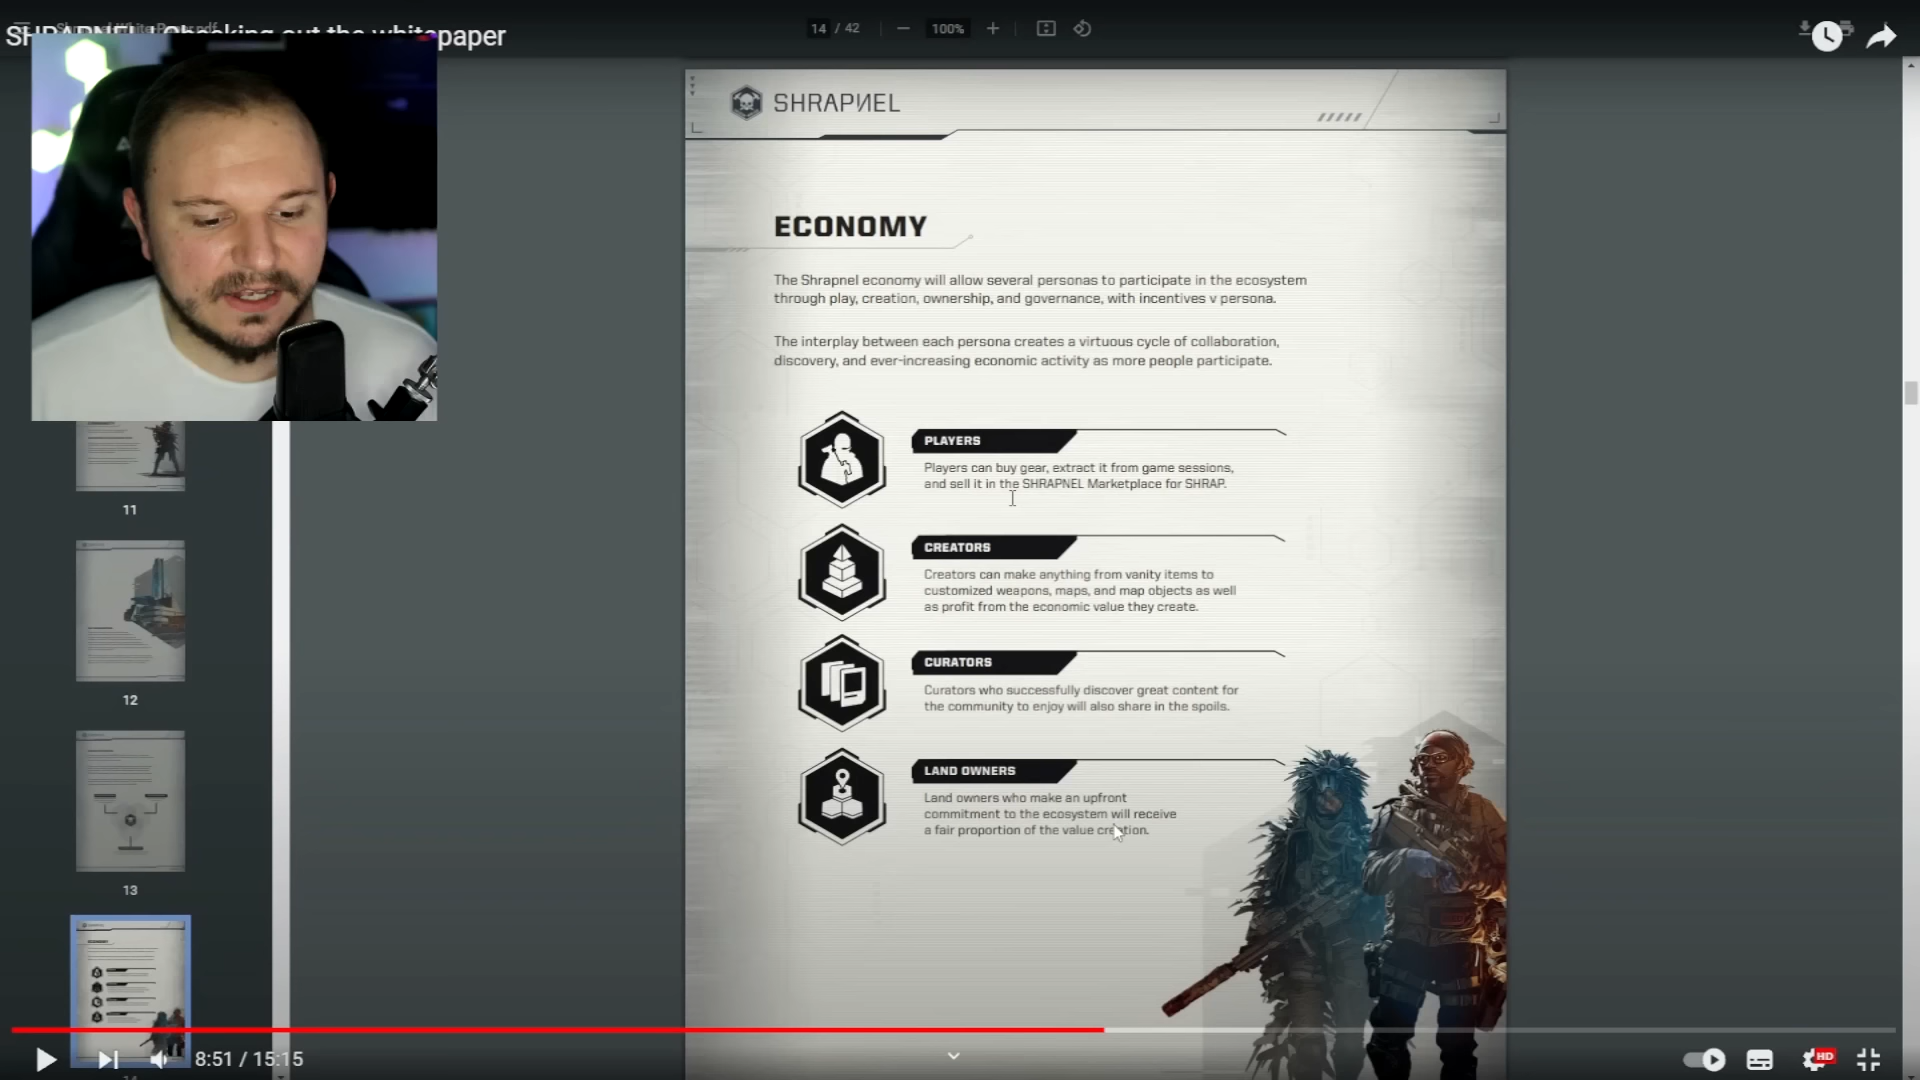 SHRAPNEL | Checking out the whitepaper
14 / 42
100%
SHRAPNEL
ECONOMY
The Shrapnel economy will allow several personas to participate in the ecosystem
through play, creation, ownership, and governance, with incentives v persona.
The interplay between each persona creates a virtuous cycle of collaboration,
discovery, and ever-increasing economic activity as more people participate.
PLAYERS
Players can buy gear, extract it from game sessions,
and sell it in the SHRAPNEL Marketplace for SHRAP.
CREATORS
Creators can make anything from vanity items to
customized weapons, maps, and map objects as well
as profit from the economic value they create.
CURATORS
Curators who successfully discover great content for
the community to enjoy will also share in the spoils.
LAND OWNERS
Land owners who make an upfront
commitment to the ecosystem will receive
a fair proportion of the value creation.
11
12
13
8:51 / 15:15
HD